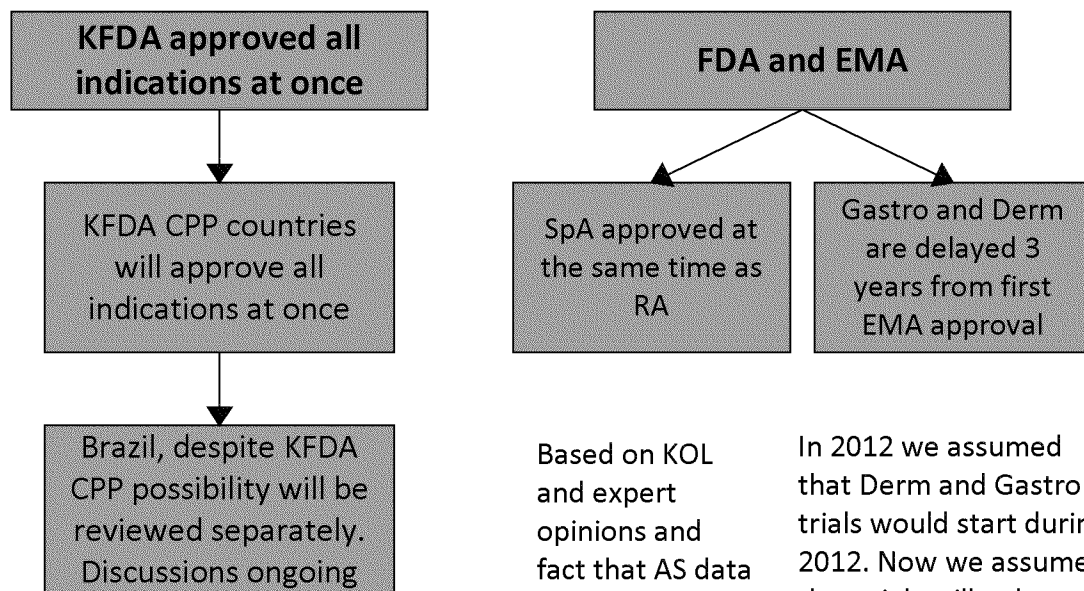 KFDA approved all
indications at once
KFDA CPP countries
will approve all
indications at once
Brazil, despite KFDA
CPP possibility will be
reviewed separately.
Discussions ongoing
FDA and EMA
SpA approved at
the same time as
RA
Gastro and Derm
are delayed 3
years from first
EMA approval
Based on KOL
and expert
opinions and
fact that AS data
In 2012 we assumed
that Derm and Gastro
trials would start durin
2012. Now we assume